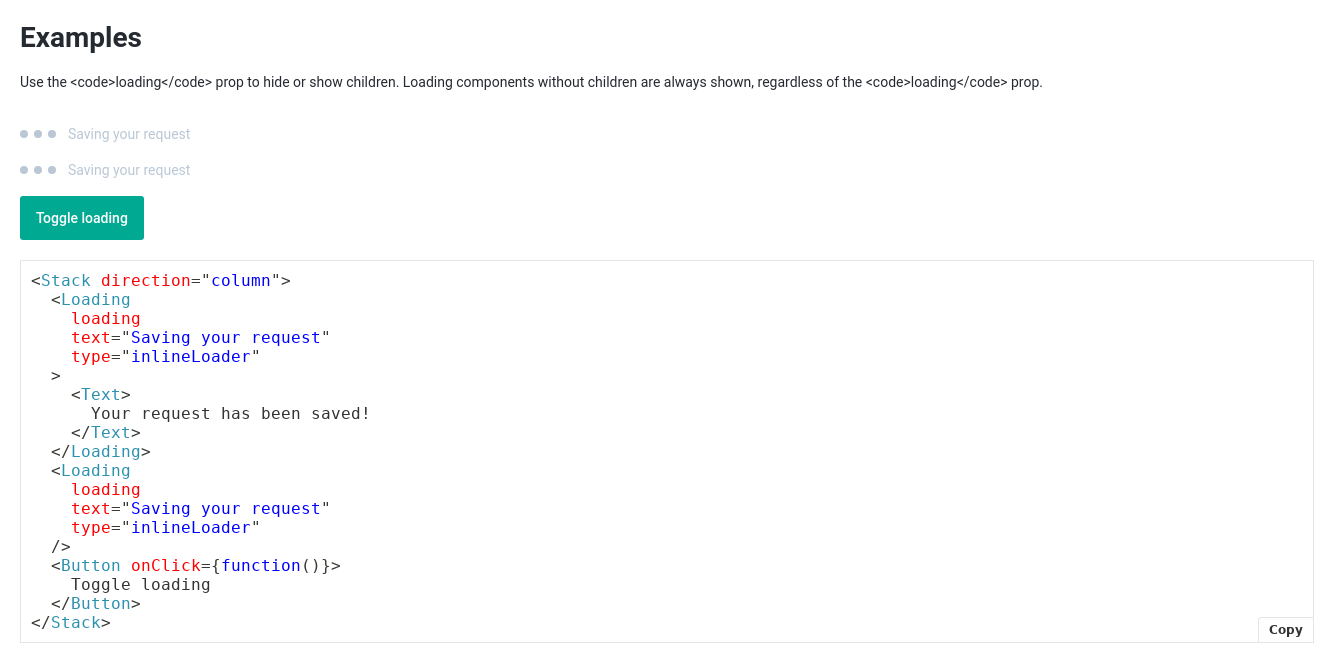 Examples
Use the <code>loading</code> prop to hide or show children. Loading components without children are always shown, regardless of the <code>loading</code> prop.
Saving your request
Saving your request
Toggle loading
<Stack direction="column">
  <Loading
    loading
    text="Saving your request"
    type="inlineLoader"
  >
    <Text>
      Your request has been saved!
    </Text>
  </Loading>
  <Loading
    loading
    text="Saving your request"
    type="inlineLoader"
  />
  <Button onClick={function()}>
    Toggle loading
  </Button>
</Stack>
Copy